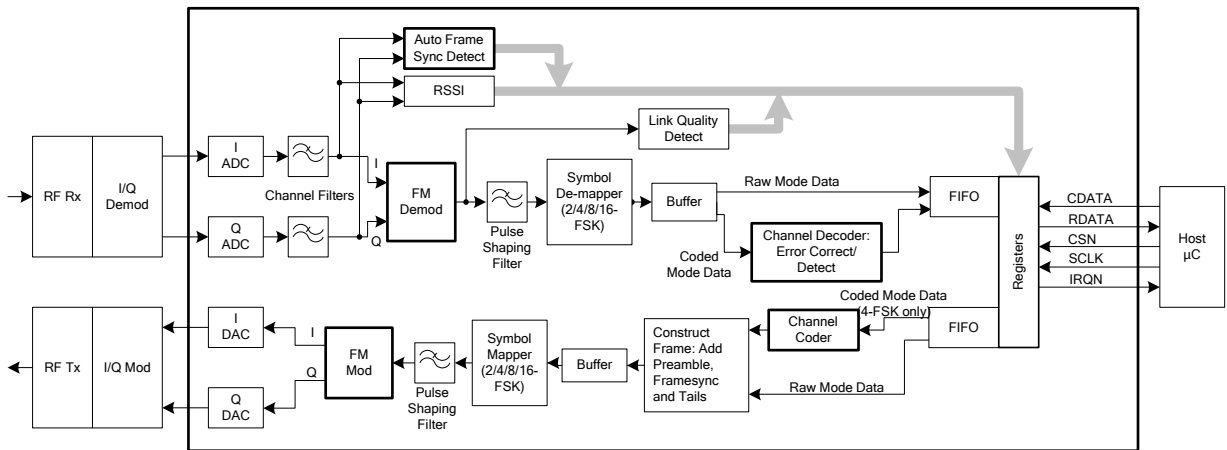 Auto Frame
Sync Detect
RSSI
Link Quality
Detect
RF Rx
I/Q
Demod
I
ADC
Channel Filters
Q
ADC
I
Q
FM
Demod
Pulse
Shaping
Filter
Symbol
De-mapper
(2/4/8/16-
FSK)
Buffer
Raw Mode Data
Coded
Mode Data
Channel Decoder:
Error Correct/
Detect
FIFO
Registers
CDATA
RDATA
CSN
SCLK
IRQN
Host
µC
RF Tx
I/Q Mod
I
DAC
Q
DAC
I
Q
FM
Mod
Pulse
Shaping
Filter
Symbol
Mapper
(2/4/8/16-
FSK)
Buffer
Construct
Frame: Add
Preamble,
Framesync
and Tails
Channel
Coder
Coded Mode Data
(4-FSK only)
Raw Mode Data
FIFO